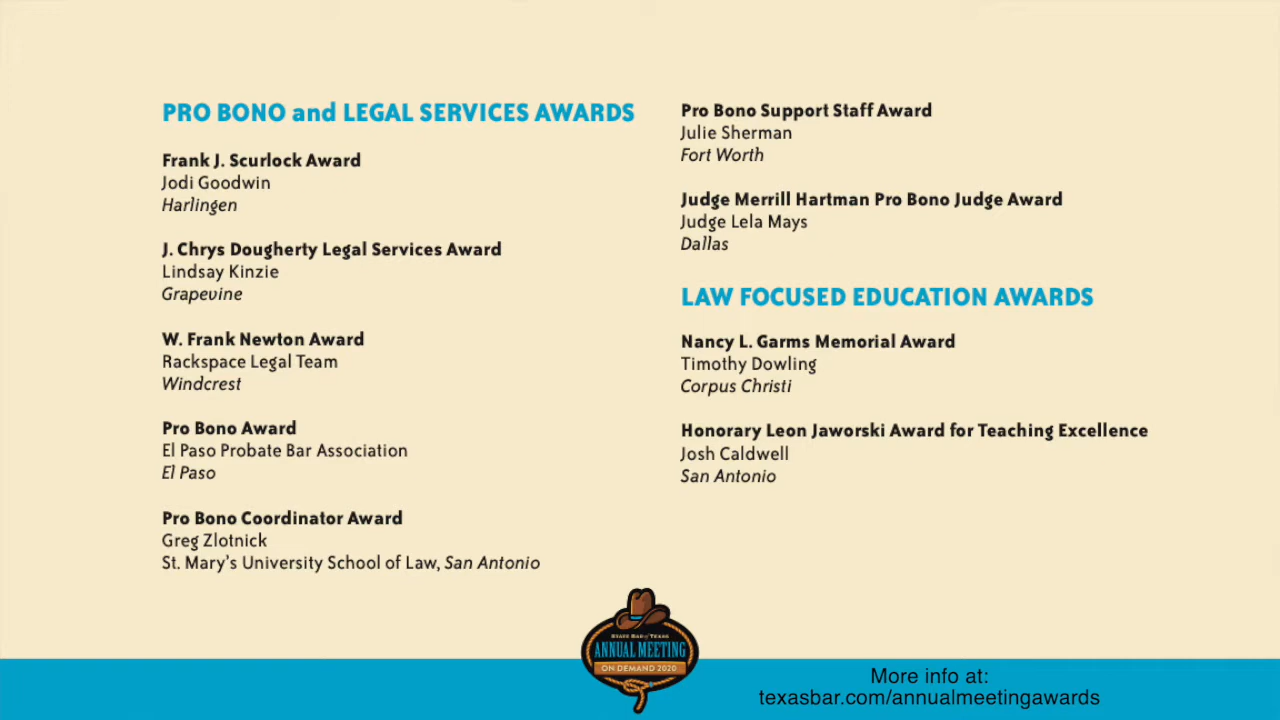 PRO BONO and LEGAL SERVICES AWARDS
Frank J. Scurlock Award
Jodi Goodwin
Harlingen
J. Chrys Dougherty Legal Services Award
Lindsay Kinzie
Grapevine
W. Frank Newton Award
Rackspace Legal Team
Windcrest
Pro Bono Award
El Paso Probate Bar Association
El Paso
Pro Bono Coordinator Award
Greg Zlotnick
St. Mary's University School of Law, San Antonio
Pro Bono Support Staff Award
Julie Sherman
Fort Worth
Judge Merrill Hartman Pro Bono Judge Award
Judge Lela Mays
Dallas
LAW FOCUSED EDUCATION AWARDS
Nancy L. Garms Memorial Award
Timothy Dowling
Corpus Christi
Honorary Leon Jaworski Award for Teaching Excellence
Josh Caldwell
San Antonio
STATE BAR of TEXAS
ANNUAL MEETING
ON DEMAND 2020
More info at:
texasbar.com/annualmeetingawards